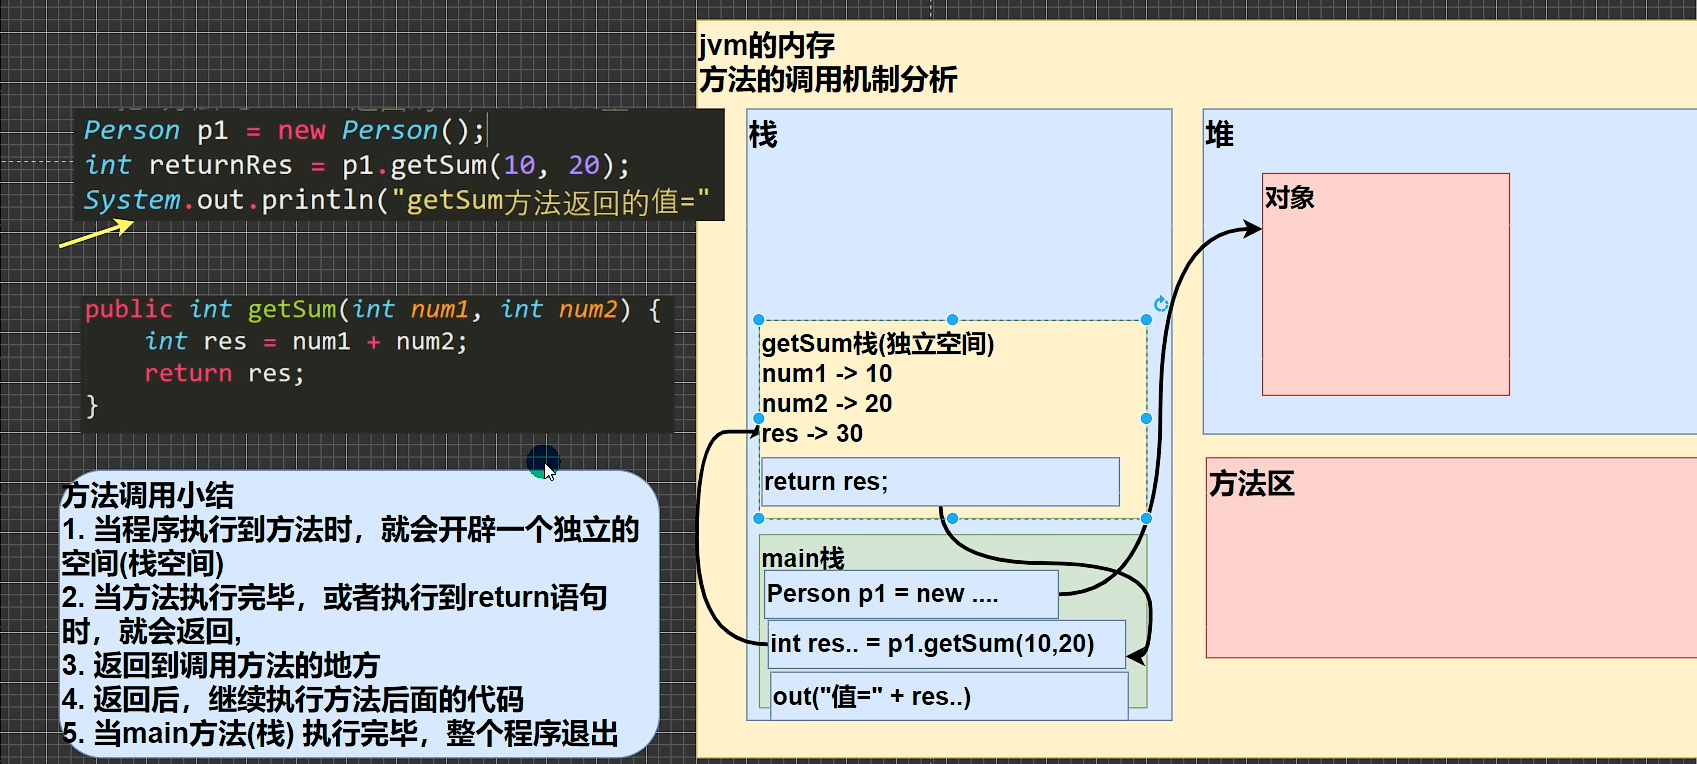 Person p1 = new Person();
int returnRes = p1.getSum(10, 20);
System.out.println("getSum方法返回的值="
public int getSum(int num1, int num2) {
int res = num1 + num2;
return res;
}
方法调用小结
1. 当程序执行到方法时，就会开辟一个独立的
空间(栈空间)
2. 当方法执行完毕，或者执行到return语句
时，就会返回,
3. 返回到调用方法的地方
4. 返回后，继续执行方法后面的代码
5. 当main方法(栈) 执行完毕，整个程序退出
jvm的内存
方法的调用机制分析
栈
getSum栈(独立空间)
num1 -> 10
num2 -> 20
res -> 30
return res;
main栈
Person p1 = new ....
int res.. = p1.getSum(10,20)
out("值=" + res..)
堆
对象
方法区